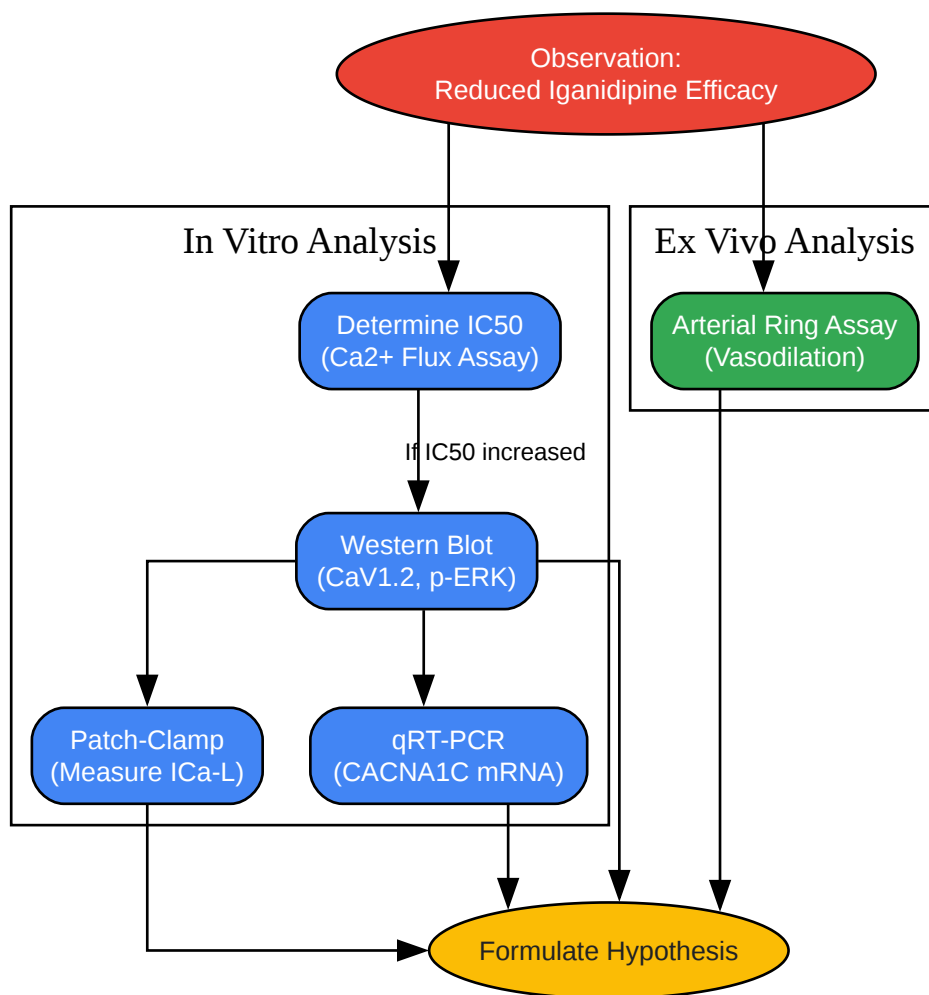 Observation:
Reduced Iganidipine Efficacy
In Vitro Analysis
Ex Vivo Analysis
Determine IC50
(Ca2+ Flux Assay)
Arterial Ring Assay
(Vasodilation)
If IC50 increased
Western Blot
(CaV1.2, p-ERK)
Patch-Clamp
(Measure ICa-L)
qRT-PCR
(CACNA1C mRNA)
Formulate Hypothesis